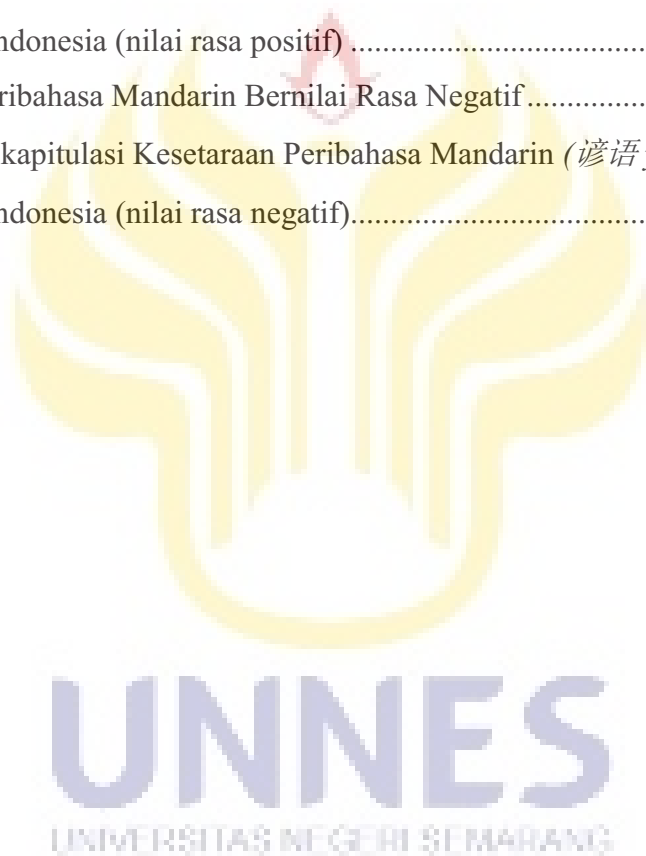 ndonesia (nilai rasa positif) ......................................
ribahasa Mandarin Bernilai Rasa Negatif ...............
kapitulasi Kesetaraan Peribahasa Mandarin (谚语)
ndonesia (nilai rasa negatif)......................................
UNNES
UNIVERSITAS NEGERI SEMARANG